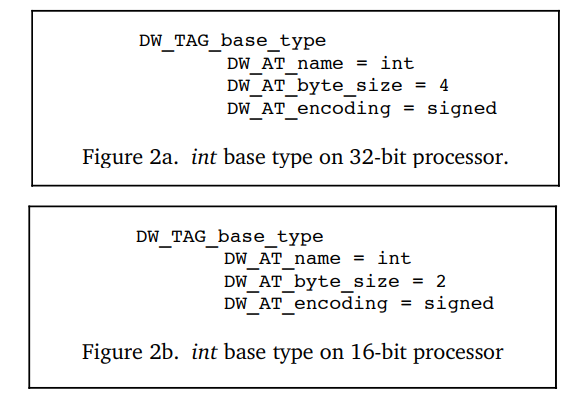 DW_TAG_base_type
DW_AT_name = int
DW_AT_byte_size = 4
DW_AT_encoding = signed
Figure 2a. int base type on 32-bit processor.
DW_TAG_base_type
DW_AT_name = int
DW_AT_byte_size = 2
DW_AT_encoding = signed
Figure 2b. int base type on 16-bit processor